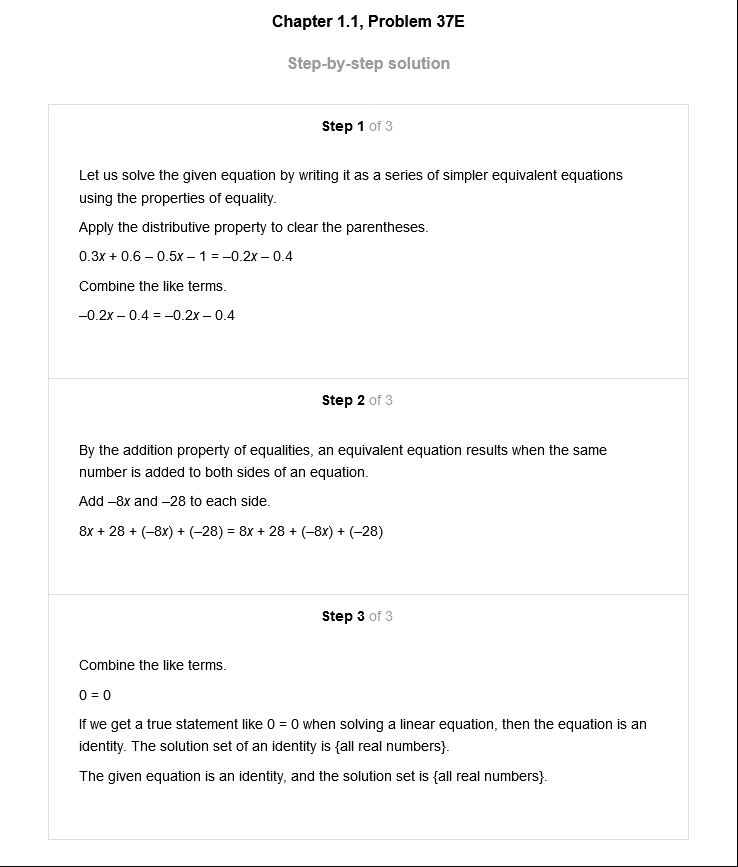 Chapter 1.1, Problem 37E
Step-by-step solution
Step 1 of 3
Let us solve the given equation by writing it as a series of simpler equivalent equations
using the properties of equality.
Apply the distributive property to clear the parentheses.
0.3x + 0.6 – 0.5x – 1 = –0.2x – 0.4
Combine the like terms.
–0.2x – 0.4 = –0.2x – 0.4
Step 2 of 3
By the addition property of equalities, an equivalent equation results when the same
number is added to both sides of an equation.
Add –8x and –28 to each side.
8x + 28 + (–8x) + (–28) = 8x + 28 + (–8x) + (–28)
Step 3 of 3
Combine the like terms.
0 = 0
If we get a true statement like 0 = 0 when solving a linear equation, then the equation is an
identity. The solution set of an identity is {all real numbers}.
The given equation is an identity, and the solution set is {all real numbers}.